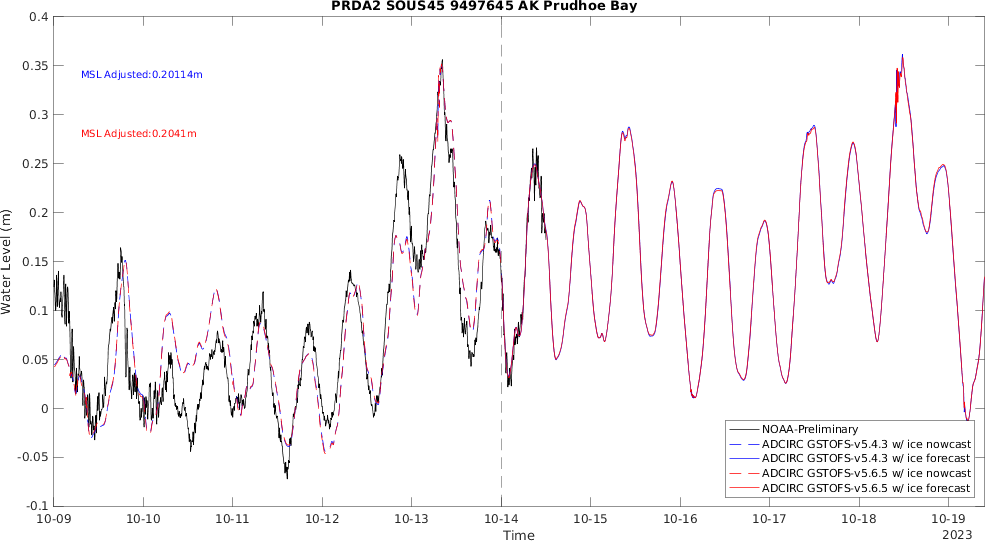 PRDA2 SOUS45 9497645 AK Prudhoe Bay
0.4
0.35
0.3
0.25
0.2
0.15
0.1
0.05
0
-0.05
-0.1
Water Level (m)
MSL Adjusted:0.20114m
MSL Adjusted:0.2041m
NOAA-Preliminary
ADCIRC GSTOFS-v5.4.3 w/ ice nowcast
ADCIRC GSTOFS-v5.4.3 w/ ice forecast
ADCIRC GSTOFS-v5.6.5 w/ ice nowcast
ADCIRC GSTOFS-v5.6.5 w/ ice forecast
10-09 10-10 10-11 10-12 10-13 10-14 10-15 10-16 10-17 10-18 10-19
Time
2023